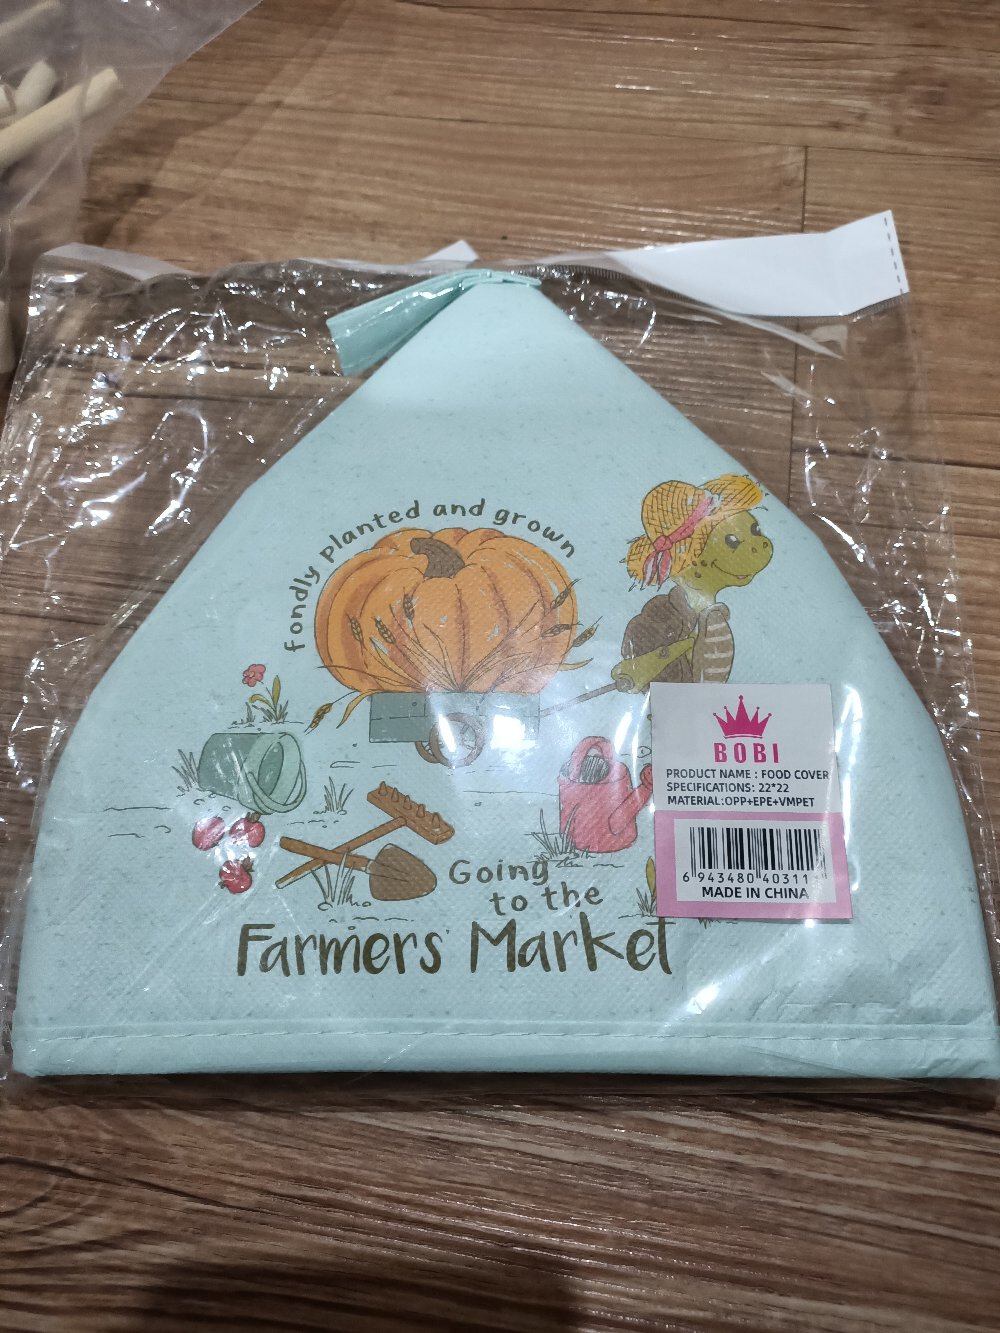 fondly planted and grown
BOBI
PRODUCT NAME : FOOD COVER
SPECIFICATIONS: 22*22
MATERIAL:OPP+EPE+VMPET
MADE IN CHINA
Going
to the
Farmers' Market